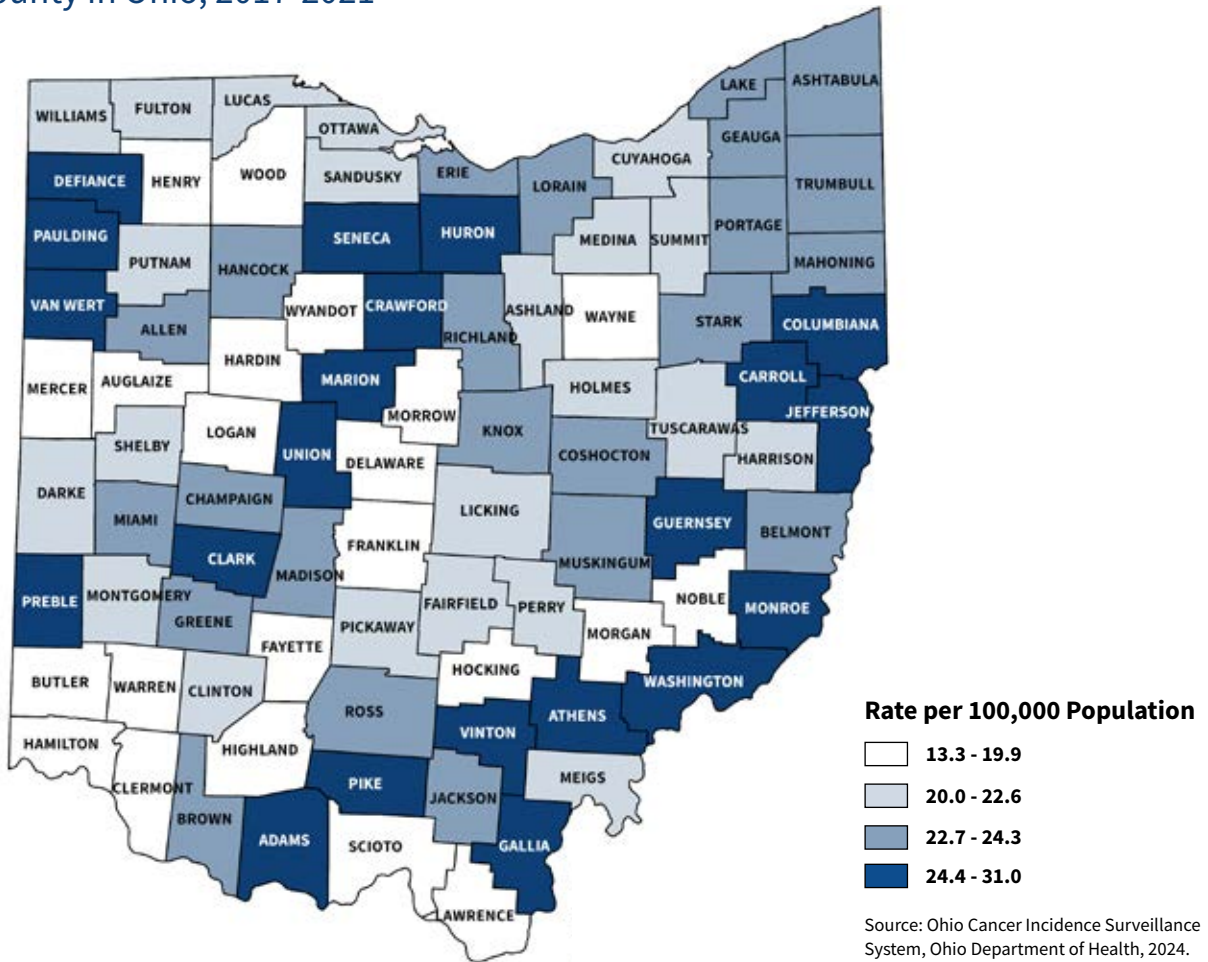 LAKE
ASHTABULA
LUCAS
FULTON
WILLIAMS
OTTAWA
GEAUGA
CUYAHOGA
ERIE
SANDUSKY
WOOD
HENRY
DEFIANCE
LORAIN
TRUMBULL
PORTAGE
PAULDING
SENECA
HURON
MEDINA
SUMMIT
PUTNAM
HANCOCK
MAHONING
VAN WERT
WYANDOT
CRAWFORD
ASHLAND
WAYNE
STARK
COLUMBIANA
ALLEN
RICHLAND
HARDIN
MERCER
AUGLAIZE
MARION
HOLMES
CARROLL
JEFFERSON
MORROW
SHELBY
LOGAN
UNION
DELAWARE
KNOX
COSHOCTON
TUSCARAWAS
HARRISON
DARKE
CHAMPAIGN
MIAMI
LICKING
GUERNSEY
BELMONT
FRANKLIN
CLARK
MADISON
MUSKINGUM
PREBLE
MONTGOMERY
GREENE
FAIRFIELD
PERRY
NOBLE
MONROE
PICKAWAY
MORGAN
FAYETTE
HOCKING
BUTLER
WARREN
CLINTON
WASHINGTON
ROSS
ATHENS
VINTON
HAMILTON
HIGHLAND
CLERMONT
PIKE
MEIGS
JACKSON
BROWN
ADAMS
SCIOTO
GALLIA
LAWRENCE
Rate per 100,000 Population
13.3 - 19.9
20.0 - 22.6
22.7 - 24.3
24.4 - 31.0
Source: Ohio Cancer Incidence Surveillance
System, Ohio Department of Health, 2024.